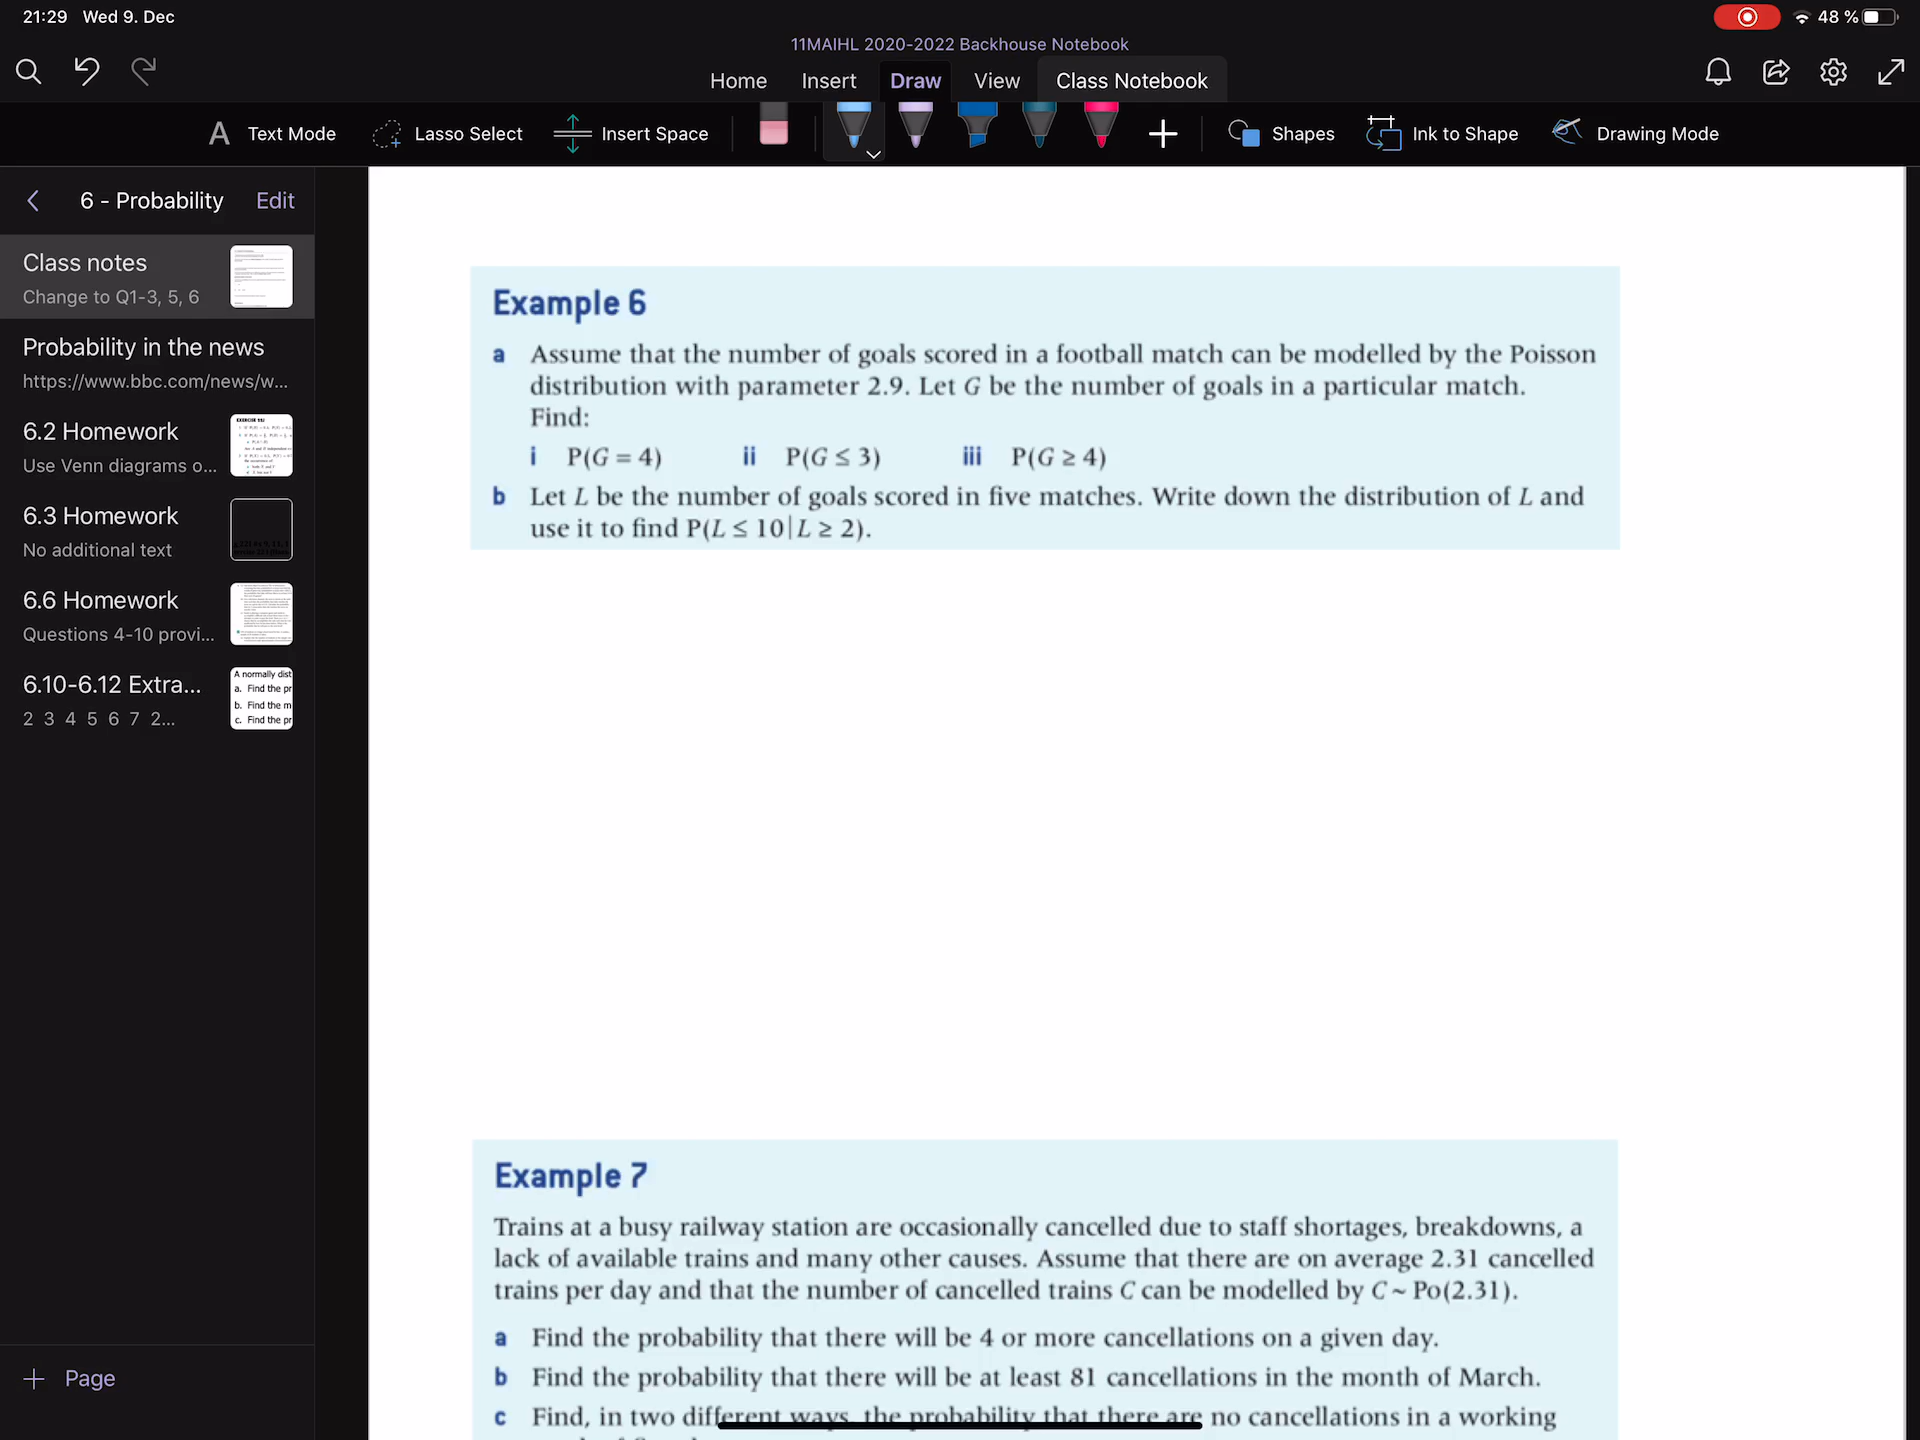 21:29 Wed 9. Dec
48 %
11MAIHL 2020-2022 Backhouse Notebook
Home Insert Draw View Class Notebook
Text Mode Lasso Select Insert Space Shapes Ink to Shape Drawing Mode
6 - Probability Edit
Class notes
Change to Q1-3, 5, 6
Probability in the news
https://www.bbc.com/news/w...
6.2 Homework
Use Venn diagrams o...
6.3 Homework
No additional text
6.6 Homework
Questions 4-10 provi...
6.10-6.12 Extra...
2 3 4 5 6 7 2...
A normally dist
a. Find the pr
b. Find the m
c. Find the pr
+ Page
Example 6
a Assume that the number of goals scored in a football match can be modelled by the Poisson
distribution with parameter 2.9. Let G be the number of goals in a particular match.
Find:
i P(G = 4) ii P(G ≤ 3) iii P(G ≥ 4)
b Let L be the number of goals scored in five matches. Write down the distribution of L and
use it to find P(L ≤ 10|L ≥ 2).
Example 7
Trains at a busy railway station are occasionally cancelled due to staff shortages, breakdowns, a
lack of available trains and many other causes. Assume that there are on average 2.31 cancelled
trains per day and that the number of cancelled trains C can be modelled by C ~ Po(2.31).
a Find the probability that there will be 4 or more cancellations on a given day.
b Find the probability that there will be at least 81 cancellations in the month of March.
c Find, in two different ways, the probability that there are no cancellations in a working